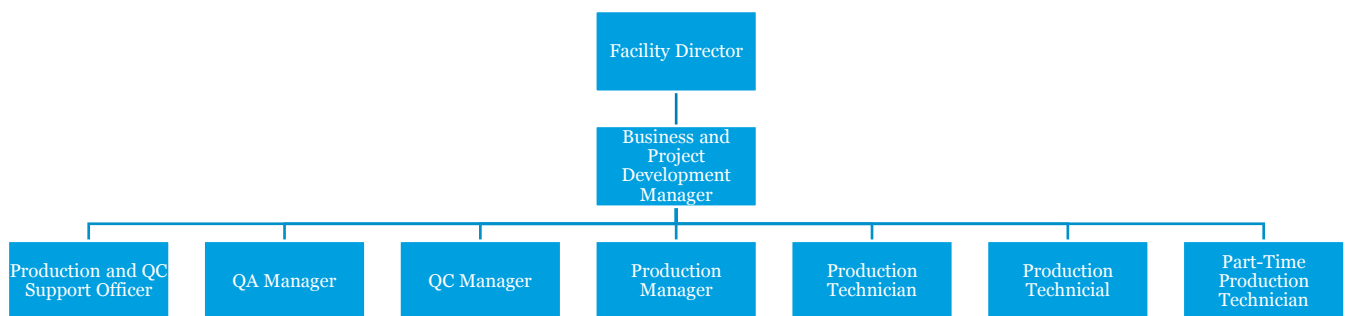 Facility Director
Business and
Project
Development
Manager
Production and QC
Support Officer
QA Manager
QC Manager
Production
Manager
Production
Technician
Production
Technicial
Part-Time
Production
Technician